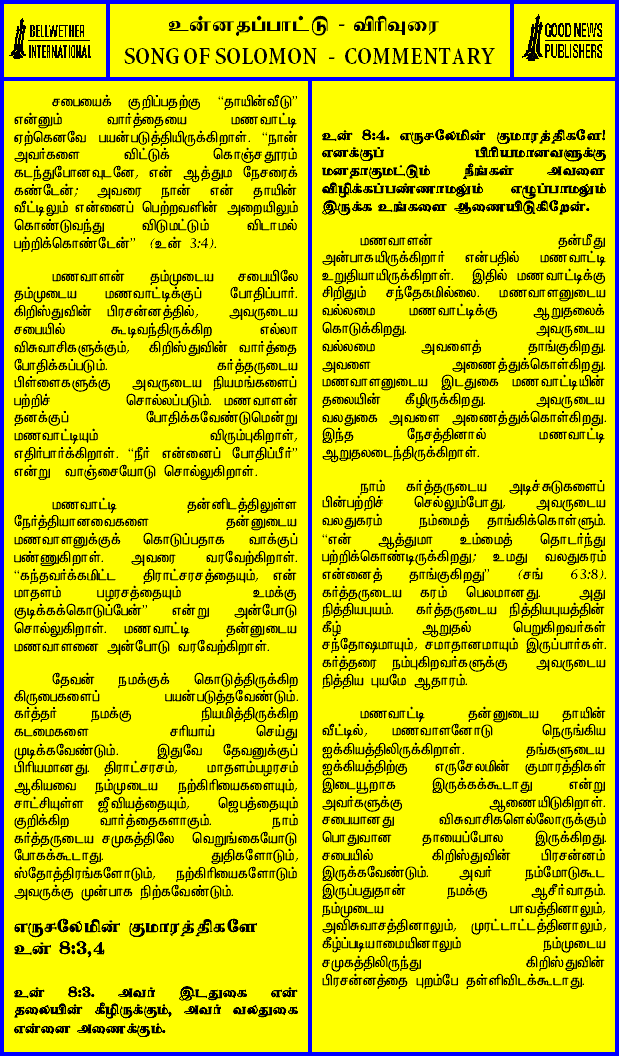 BELLWETHER
INTERNATIONAL
உன்னதப்பாட்டு - விரிவுரை
SONG OF SOLOMON - COMMENTARY
GOOD NEWS
PUBLISHERS
சபையைக் குறிப்பதற்கு “தாயின்வீடு”
என்னும் வார்த்தையை மணவாட்டி
ஏற்கெனவே பயன்படுத்தியிருக்கிறாள். “நான்
அவர்களை விட்டுக் கொஞ்சதூரம்
கடந்துபோனவுடனே, என் ஆத்தும நேசரைக்
கண்டேன்; அவரை நான் என் தாயின்
வீட்டிலும் என்னைப் பெற்றவளின் அறையிலும்
கொண்டுவந்து விடுமட்டும் விடாமல்
பற்றிக்கொண்டேன்” (உன் 3:4).
மணவாளன் தம்முடைய சபையிலே
தம்முடைய மணவாட்டிக்குப் போதிப்பார்.
கிறிஸ்துவின் பிரசன்னத்தில், அவருடைய
சபையில் கூடிவந்திருக்கிற எல்லா
விசுவாசிகளுக்கும், கிறிஸ்துவின் வார்த்தை
போதிக்கப்படும். கர்த்தருடைய
பிள்ளைகளுக்கு அவருடைய நியமங்களைப்
பற்றிச் சொல்லப்படும். மணவாளன்
தனக்குப் போதிக்கவேண்டுமென்று
மணவாட்டியும் விரும்புகிறாள்,
எதிர்பார்க்கிறாள். “நீர் என்னைப் போதிப்பீர்”
என்று வாஞ்சையோடு சொல்லுகிறாள்.
மணவாட்டி தன்னிடத்திலுள்ள
நேர்த்தியானவைகளை தன்னுடைய
மணவாளனுக்குக் கொடுப்பதாக வாக்குப்
பண்ணுகிறாள். அவரை வரவேற்கிறாள்.
“கந்தவர்க்கமிட்ட திராட்சரசத்தையும், என்
மாதளம் பழரசத்தையும் உமக்கு
குடிக்கக்கொடுப்பேன்” என்று அன்போடு
சொல்லுகிறாள். மணவாட்டி தன்னுடைய
மணவாளனை அன்போடு வரவேற்கிறாள்.
தேவன் நமக்குக் கொடுத்திருக்கிற
கிருபைகளைப் பயன்படுத்தவேண்டும்.
கர்த்தர் நமக்கு நியமித்திருக்கிற
கடமைகளை சரியாய் செய்து
முடிக்கவேண்டும். இதுவே தேவனுக்குப்
பிரியமானது. திராட்சரசம், மாதளம்பழரசம்
ஆகியவை நம்முடைய நற்கிரியைகளையும்,
சாட்சியுள்ள ஜீவியத்தையும், ஜெபத்தையும்
குறிக்கிற வார்த்தைகளாகும். நாம்
கர்த்தருடைய சமுகத்திலே வெறுங்கையோடு
போகக்கூடாது. துதிகளோடும்,
ஸ்தோத்திரங்களோடும், நற்கிரியைகளோடும்
அவருக்கு முன்பாக நிற்கவேண்டும்.
எருசலேமின் குமாரத்திகளே
உன் 8:3,4
உன் 8:3. அவர் இடதுகை என்
தலையின் கீழிருக்கும், அவர் வலதுகை
என்னை அணைக்கும்.
உன் 8:4. எருசலேமின் குமாரத்திகளே!
எனக்குப் பிரியமானவளுக்கு
மனதாகுமட்டும் நீங்கள் அவளை
விழிக்கப்பண்ணாமலும் எழுப்பாமலும்
இருக்க உங்களை ஆணையிடுகிறேன்.
மணவாளன் தன்மீது
அன்பாகயிருக்கிறார் என்பதில் மணவாட்டி
உறுதியாயிருக்கிறாள். இதில் மணவாட்டிக்கு
சிறிதும் சந்தேகமில்லை. மணவாளனுடைய
வல்லமை மணவாட்டிக்கு ஆறுதலைக்
கொடுக்கிறது. அவருடைய
வல்லமை அவளைத் தாங்குகிறது.
அவளை அணைத்துக்கொள்கிறது.
மணவாளனுடைய இடதுகை மணவாட்டியின்
தலையின் கீழிருக்கிறது. அவருடைய
வலதுகை அவளை அணைத்துக்கொள்கிறது.
இந்த நேசத்தினால் மணவாட்டி
ஆறுதலடைந்திருக்கிறாள்.
நாம் கர்த்தருடைய அடிச்சுடுகளைப்
பின்பற்றிச் செல்லும்போது, அவருடைய
வலதுகரம் நம்மைத் தாங்கிக்கொள்ளும்.
“என் ஆத்துமா உம்மைத் தொடர்ந்து
பற்றிக்கொண்டிருக்கிறது; உமது வலதுகரம்
என்னைத் தாங்குகிறது” (சங் 63:8).
கர்த்தருடைய கரம் பெலமானது. அது
நித்தியபுயம். கர்த்தருடைய நித்தியபுயத்தின்
கீழ் ஆறுதல் பெறுகிறவர்கள்
சந்தோஷமாயும், சமாதானமாயும் இருப்பார்கள்.
கர்த்தரை நம்புகிறவர்களுக்கு அவருடைய
நித்திய புயமே ஆதாரம்.
மணவாட்டி தன்னுடைய தாயின்
வீட்டில், மணவாளனோடு நெருங்கிய
ஐக்கியத்திலிருக்கிறாள். தங்களுடைய
ஐக்கியத்திற்கு எருசேலமின் குமாரத்திகள்
இடையூறாக இருக்கக்கூடாது என்று
அவர்களுக்கு ஆணையிடுகிறாள்.
சபையானது விசுவாசிகளெல்லோருக்கும்
பொதுவான தாயைப்போல இருக்கிறது.
சபையில் கிறிஸ்துவின் பிரசன்னம்
இருக்கவேண்டும். அவர் நம்மோடுகூட
இருப்பதுதான் நமக்கு ஆசீர்வாதம்.
நம்முடைய பாவத்தினாலும்,
அவிசுவாசத்தினாலும், முரட்டாட்டத்தினாலும்,
கீழ்ப்படியாமையினாலும் நம்முடைய
சமுகத்திலிருந்து கிறிஸ்துவின்
பிரசன்னத்தை புறம்பே தள்ளிவிடக்கூடாது.